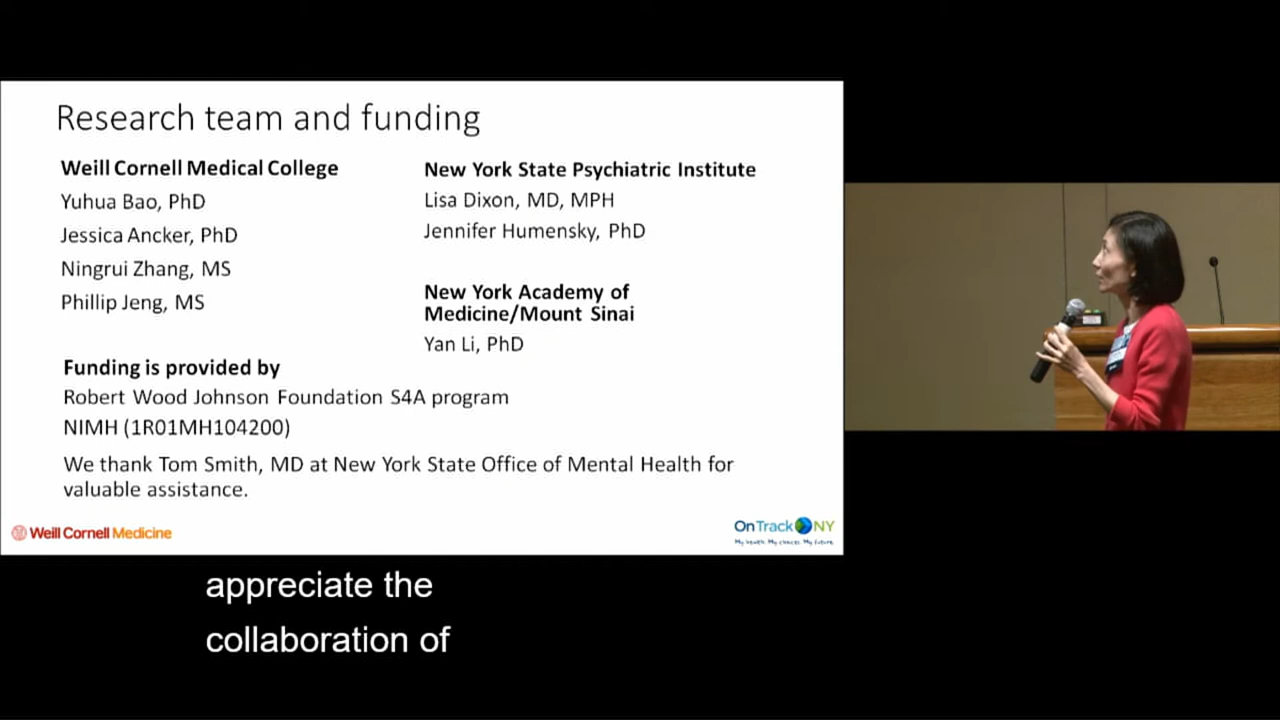 Research team and funding
Weill Cornell Medical College
Yuhua Bao, PhD
Jessica Ancker, PhD
Ningrui Zhang, MS
Phillip Jeng, MS
New York State Psychiatric Institute
Lisa Dixon, MD, MPH
Jennifer Humensky, PhD
New York Academy of
Medicine/Mount Sinai
Yan Li, PhD
Funding is provided by
Robert Wood Johnson Foundation S4A program
NIMH (1R01MH104200)
We thank Tom Smith, MD at New York State Office of Mental Health for
valuable assistance.
Weill Cornell Medicine
OnTrack NY
My health. My choices. My future.
appreciate the
collaboration of